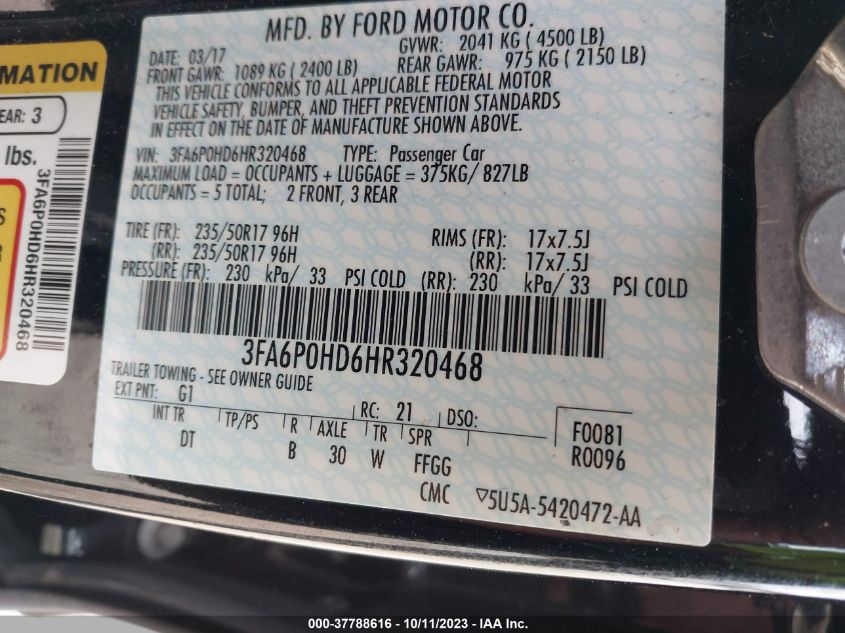 MFD. BY FORD MOTOR CO.
DATE: 03/17 GVWR: 2041 KG ( 4500 LB)
FRONT GAWR: 1089 KG ( 2400 LB) REAR GAWR: 975 KG ( 2150 LB)
THIS VEHICLE CONFORMS TO ALL APPLICABLE FEDERAL MOTOR
VEHICLE SAFETY, BUMPER, AND THEFT PREVENTION STANDARDS
IN EFFECT ON THE DATE OF MANUFACTURE SHOWN ABOVE.
VIN: 3FA6P0HD6HR320468 TYPE: Passenger Car
MAXIMUM LOAD = OCCUPANTS + LUGGAGE = 375KG/ 827LB
OCCUPANTS = 5 TOTAL; 2 FRONT, 3 REAR
TIRE (FR): 235/50R17 96H RIMS (FR): 17x7.5J
(RR): 235/50R17 96H (RR): 17x7.5J
PRESSURE (FR): 230 kPa/ 33 PSI COLD (RR): 230 kPa/ 33 PSI COLD
3FA6P0HD6HR320468
TRAILER TOWING - SEE OWNER GUIDE
EXT PNT: G1 RC: 21 DSO:
INT TR TP/PS R AXLE TR SPR F0081
DT B 30 W FFGG R0096
CMC ▽5U5A-5420472-AA
RMATION
EAR: 3
lbs.
3FA6P0HD6HR320468
000-37788616 - 10/11/2023 - IAA Inc.